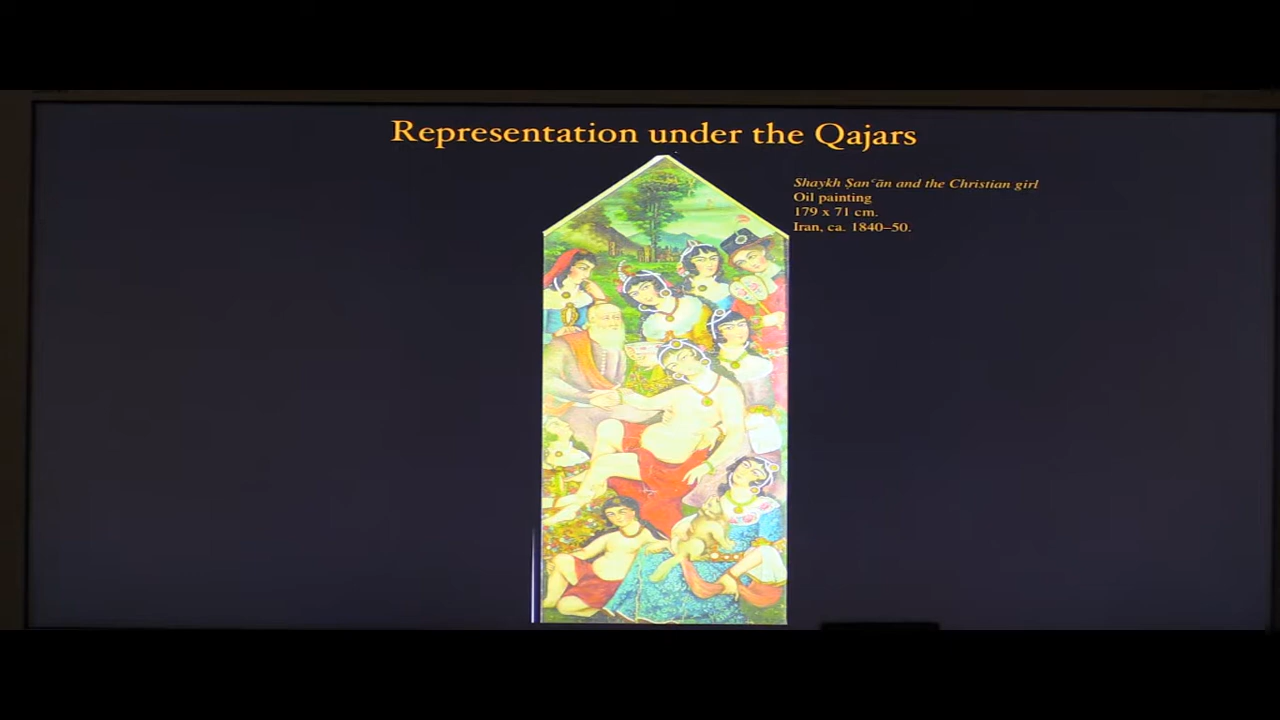 Representation under the Qajars
Shaykh Ṣanʿān and the Christian girl
Oil painting
179 x 71 cm.
Iran, ca. 1840–50.